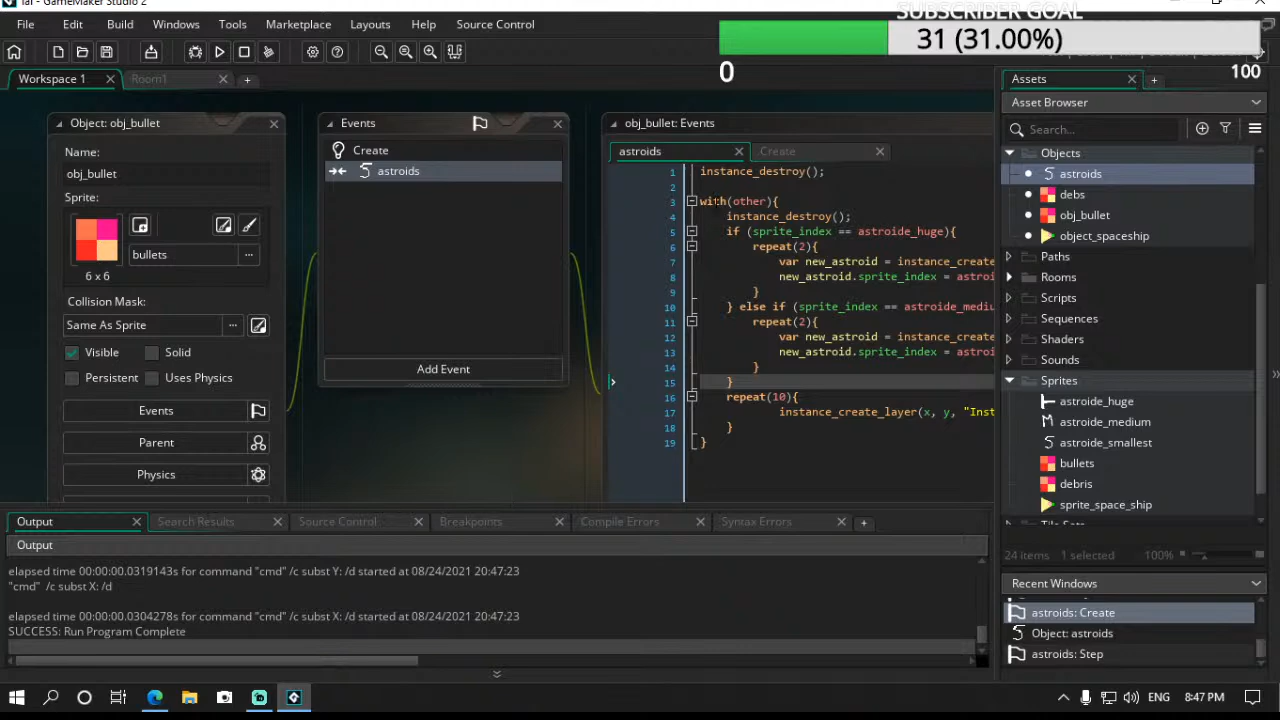 GameMaker Studio 2
SUBSCRIBER GOAL
File Edit Build Windows Tools Marketplace Layouts Help Source Control
31 (31.00%)
0
100
Workspace 1
Room1
Assets
Asset Browser
Search...
Object: obj_bullet
Name:
obj_bullet
Sprite:
bullets
6 x 6
Collision Mask:
Same As Sprite
Visible
Solid
Persistent
Uses Physics
Events
Parent
Physics
Events
Create
astroids
Add Event
obj_bullet: Events
astroids
Create
1 instance_destroy();
2
3 with(other){
4 instance_destroy();
5 if (sprite_index == astroide_huge){
6 repeat(2){
7 var new_astroid = instance_create
8 new_astroid.sprite_index = astroi
9 }
10 } else if (sprite_index == astroide_medi
11 repeat(2){
12 var new_astroid = instance_create
13 new_astroid.sprite_index = astroi
14 }
15 }
16 repeat(10){
17 instance_create_layer(x, y, "Inst
18 }
19 }
Objects
astroids
debs
obj_bullet
object_spaceship
Paths
Rooms
Scripts
Sequences
Shaders
Sounds
Sprites
astroide_huge
astroide_medium
astroide_smallest
bullets
debris
sprite_space_ship
Tile Sets
24 items 1 selected 100%
Recent Windows
astroids: Create
Object: astroids
astroids: Step
Output
Search Results
Source Control
Breakpoints
Compile Errors
Syntax Errors
Output
elapsed time 00:00:00.0319143s for command "cmd" /c subst Y: /d started at 08/24/2021 20:47:23
"cmd" /c subst X: /d
elapsed time 00:00:00.0304278s for command "cmd" /c subst X: /d started at 08/24/2021 20:47:23
SUCCESS: Run Program Complete
ENG
8:47 PM